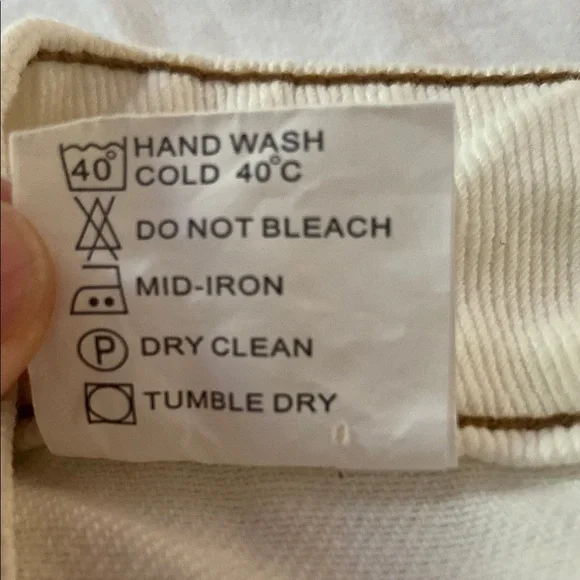 40° HAND WASH
COLD 40°C
DO NOT BLEACH
MID-IRON
P DRY CLEAN
TUMBLE DRY